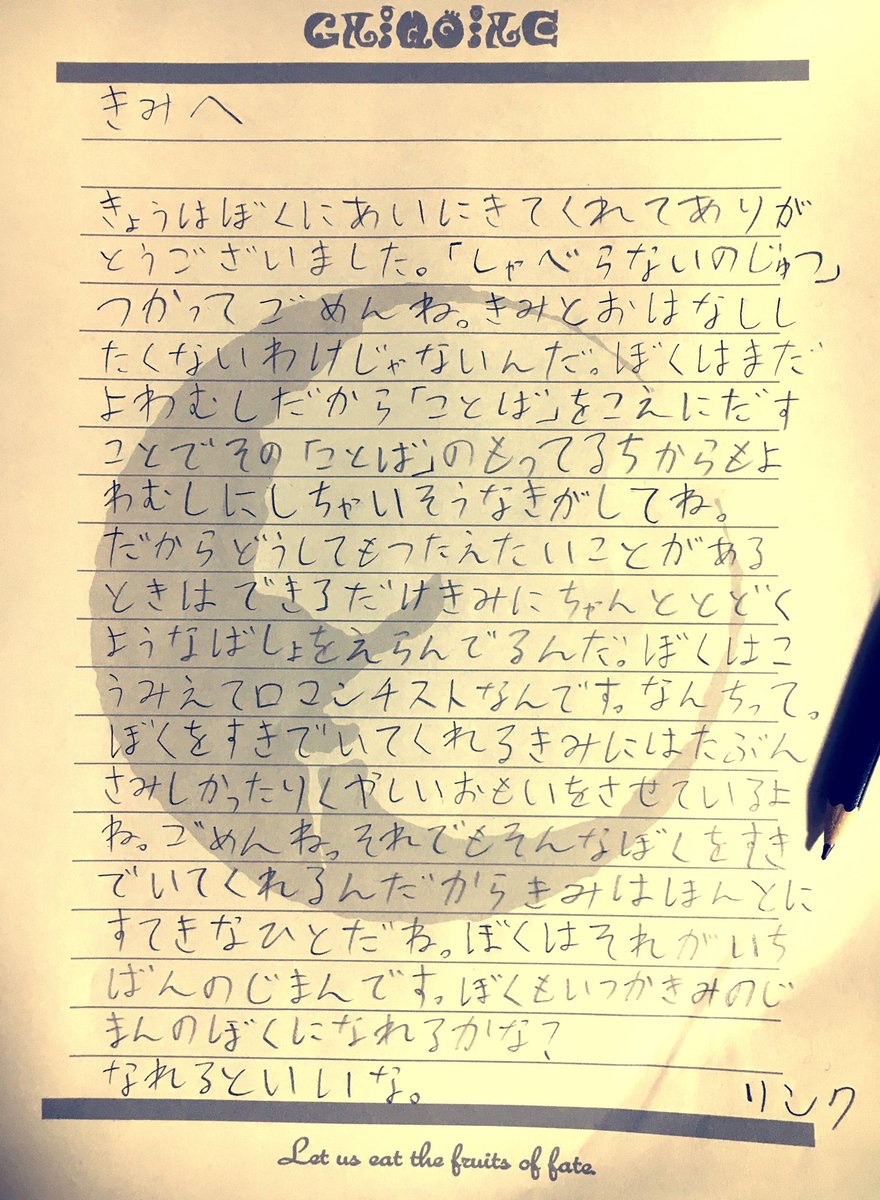 GRiMOiRE
きみへ
きょうはぼくにあいにきてくれてありが
とうございました。「しゃべらないのじゅつ」
つかってごめんね。きみとおはなしし
たくないわけじゃないんだ。ぼくはまだ
よわむしだから「ことば」をこえにだす
ことでその「ことば」のもってるちからもよ
わむしにしちゃいそうなきがしてね。
だからどうしてもつたえたいことがある
ときはできるだけきみにちゃんととどく
ようなばしょをえらんでるんだ。ぼくはこ
うみえてロマンチストなんです。なんちって。
ぼくをすきでいてくれるきみにはたぶん
さみしかったりくやしいおもいをさせているよ
ね。ごめんね。それでもそんなぼくをすき
でいてくれるんだからきみはほんとに
すてきなひとだね。ぼくはそれがいち
ばんのじまんです。ぼくもいつかきみのじ
まんのぼくになれるかな?
なれるといいな。
リンク
Let us eat the fruits of fate.